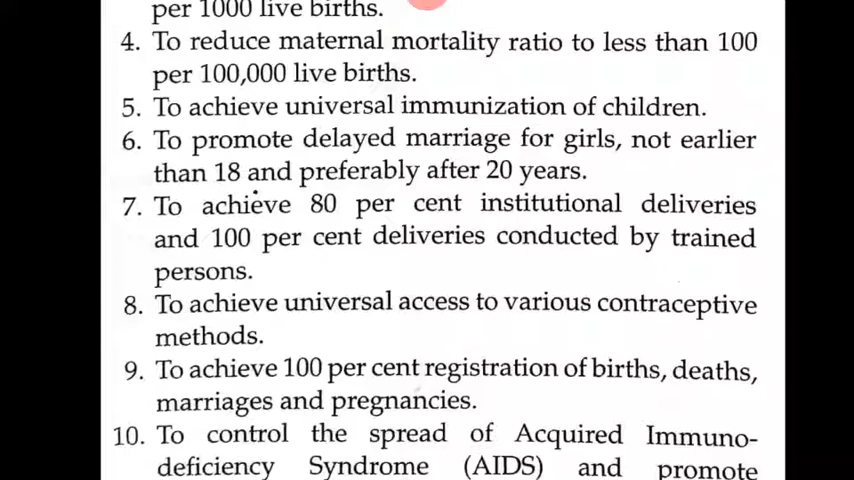 per 1000 live births.
4. To reduce maternal mortality ratio to less than 100
per 100,000 live births.
5. To achieve universal immunization of children.
6. To promote delayed marriage for girls, not earlier
than 18 and preferably after 20 years.
7. To achieve 80 per cent institutional deliveries
and 100 per cent deliveries conducted by trained
persons.
8. To achieve universal access to various contraceptive
methods.
9. To achieve 100 per cent registration of births, deaths,
marriages and pregnancies.
10. To control the spread of Acquired Immuno-
deficiency Syndrome (AIDS) and promote